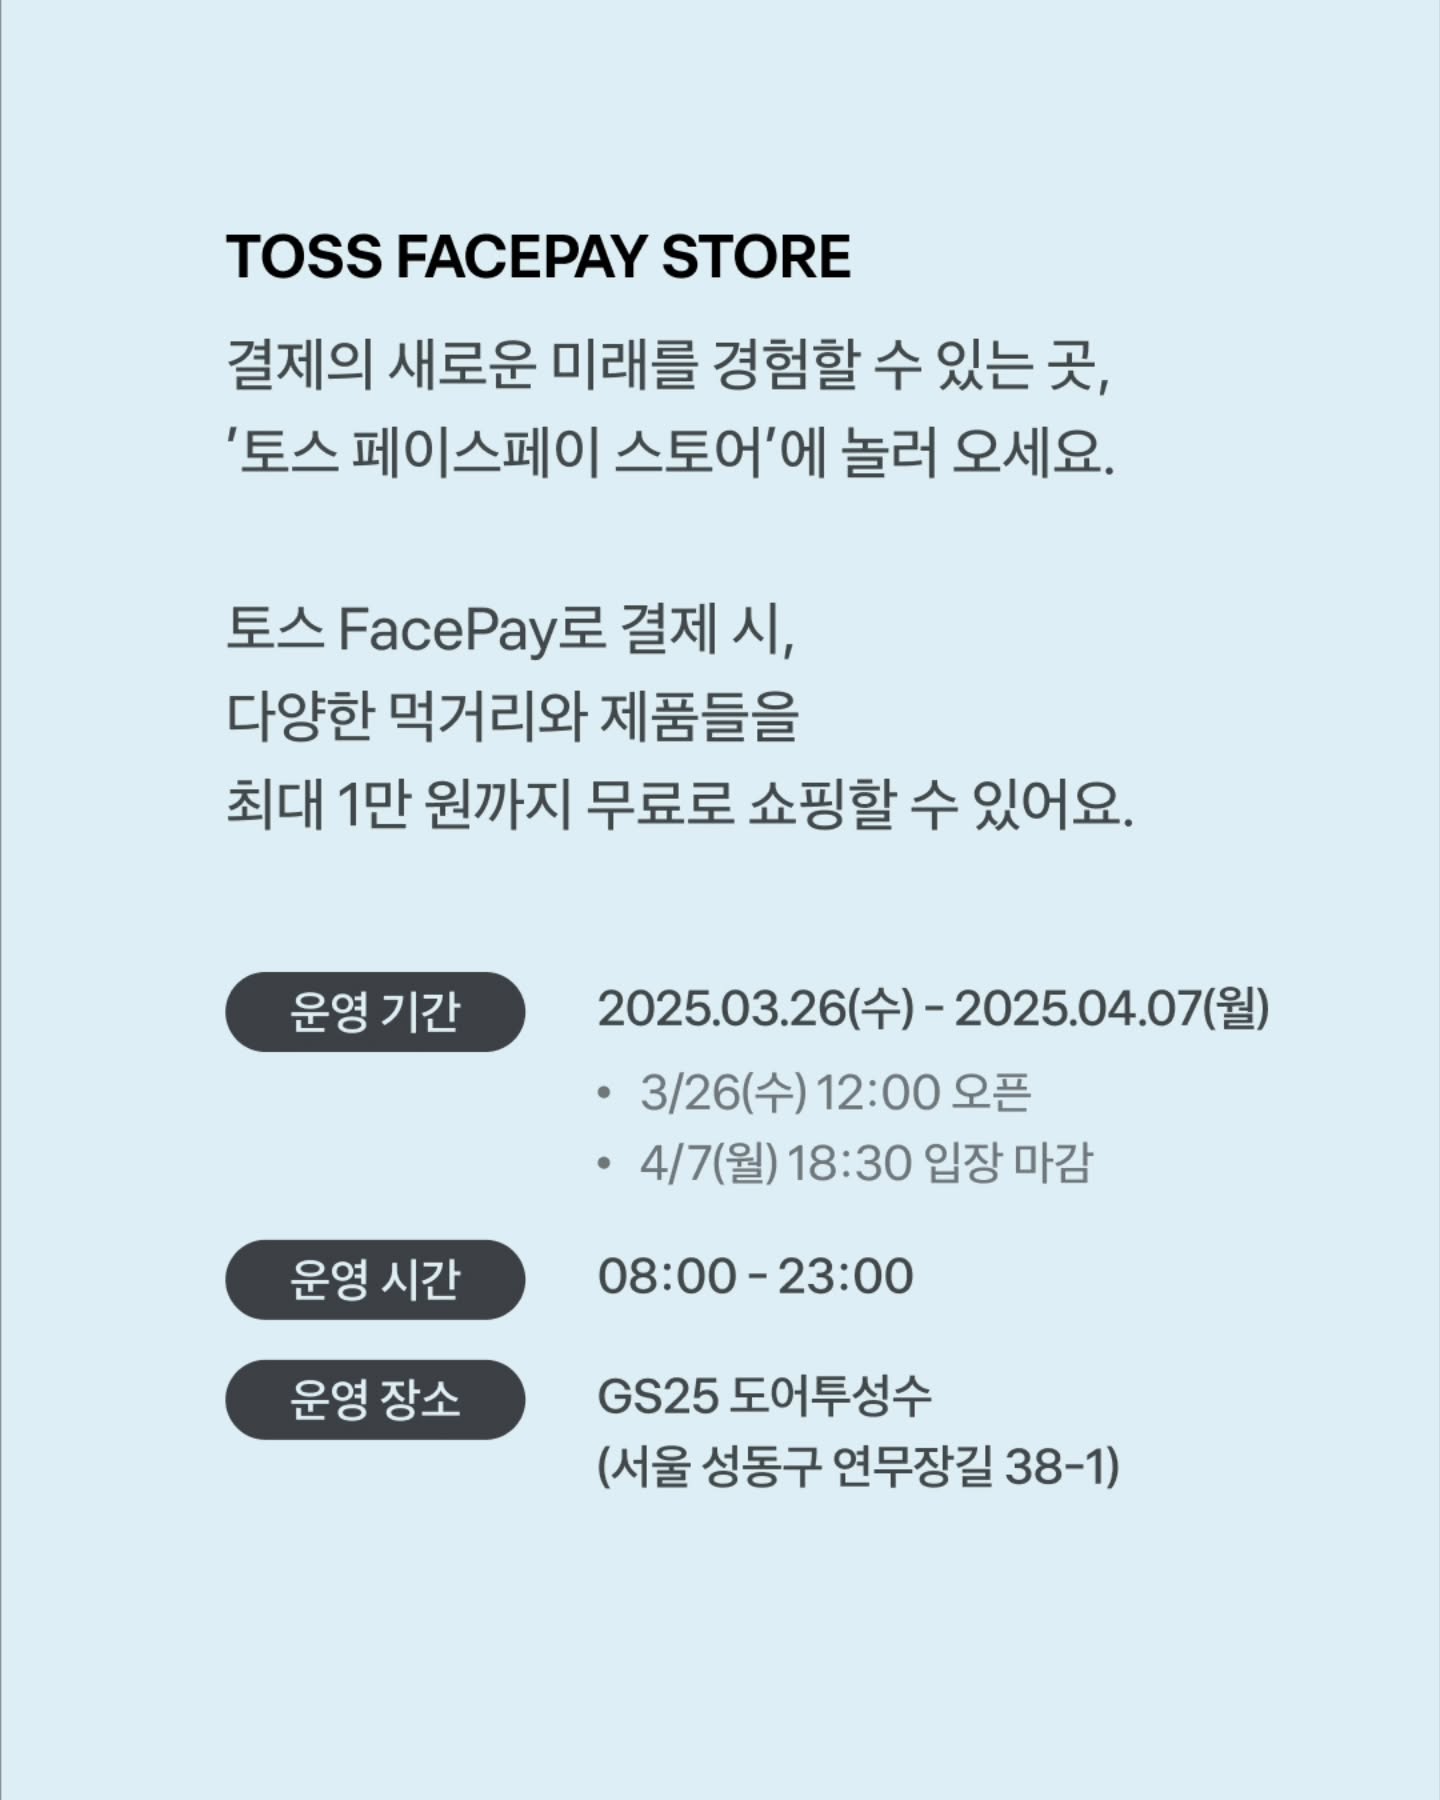 TOSS FACEPAY STORE
결제의 새로운 미래를 경험할 수 있는 곳,
'토스 페이스페이 스토어'에 놀러 오세요.
토스 FacePay로 결제 시,
다양한 먹거리와 제품들을
최대 1만 원까지 무료로 쇼핑할 수 있어요.
운영 기간 2025.03.26(수) - 2025.04.07(월)
• 3/26(수) 12:00 오픈
• 4/7(월) 18:30 입장 마감
운영 시간 08:00 - 23:00
운영 장소 GS25 도어투성수
(서울 성동구 연무장길 38-1)